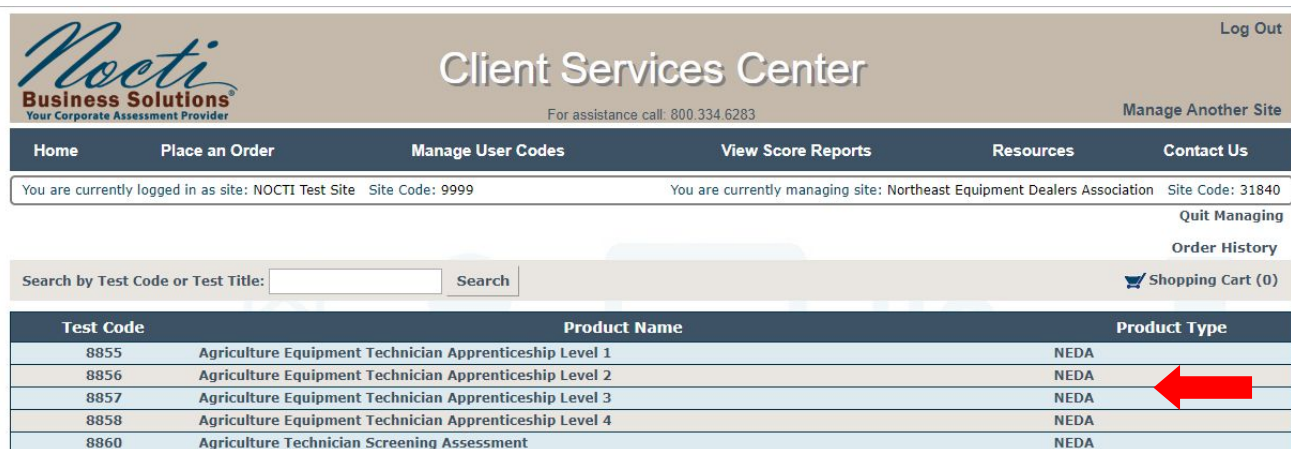 Nocti
Business Solutions®
Your Corporate Assessment Provider
Client Services Center
For assistance call: 800.334.6283
Log Out
Manage Another Site
Home Place an Order Manage User Codes View Score Reports Resources Contact Us
You are currently logged in as site: NOCTI Test Site Site Code: 9999 You are currently managing site: Northeast Equipment Dealers Association Site Code: 31840
Quit Managing
Order History
Search by Test Code or Test Title: Search Shopping Cart (0)
Test Code Product Name Product Type
8855 Agriculture Equipment Technician Apprenticeship Level 1 NEDA
8856 Agriculture Equipment Technician Apprenticeship Level 2 NEDA
8857 Agriculture Equipment Technician Apprenticeship Level 3 NEDA
8858 Agriculture Equipment Technician Apprenticeship Level 4 NEDA
8860 Agriculture Technician Screening Assessment NEDA